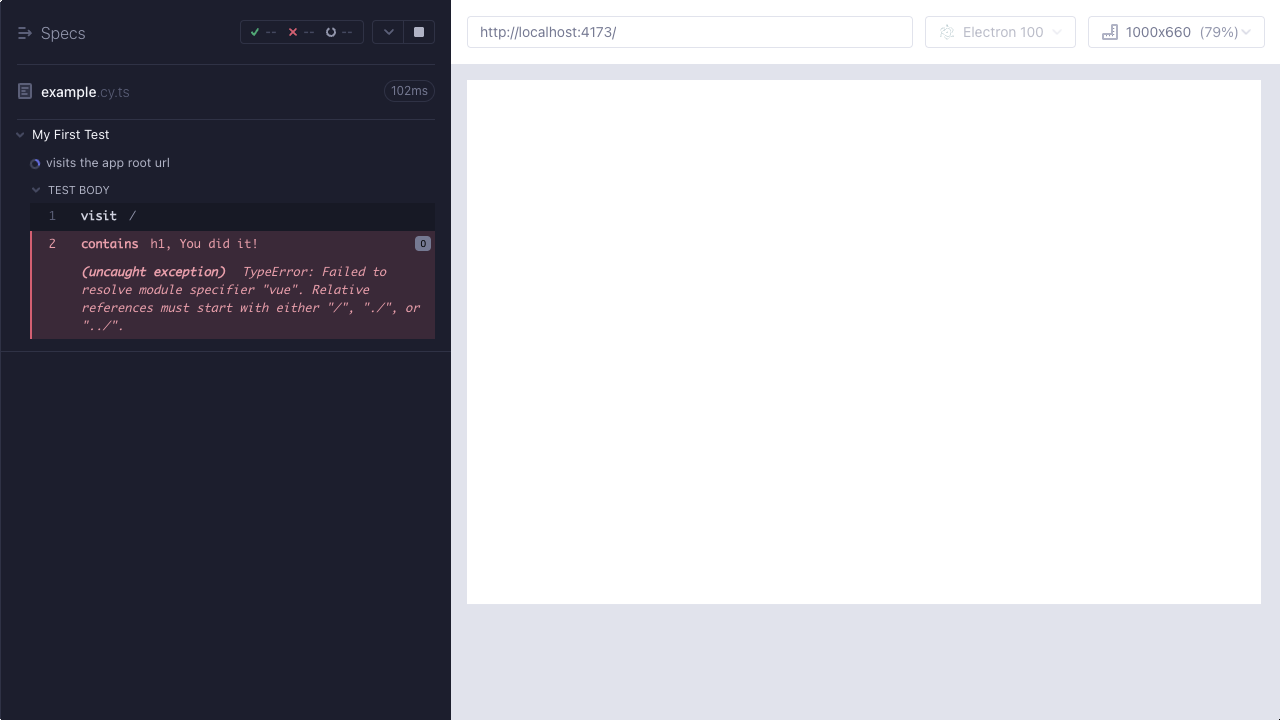 Specs
-- -- --
http://localhost:4173/
Electron 100
1000x660 (79%)
example.cy.ts
102ms
My First Test
visits the app root url
TEST BODY
1 visit /
2 contains h1, You did it! 0
(uncaught exception) TypeError: Failed to
resolve module specifier "vue". Relative
references must start with either "/", "./", or
"../".